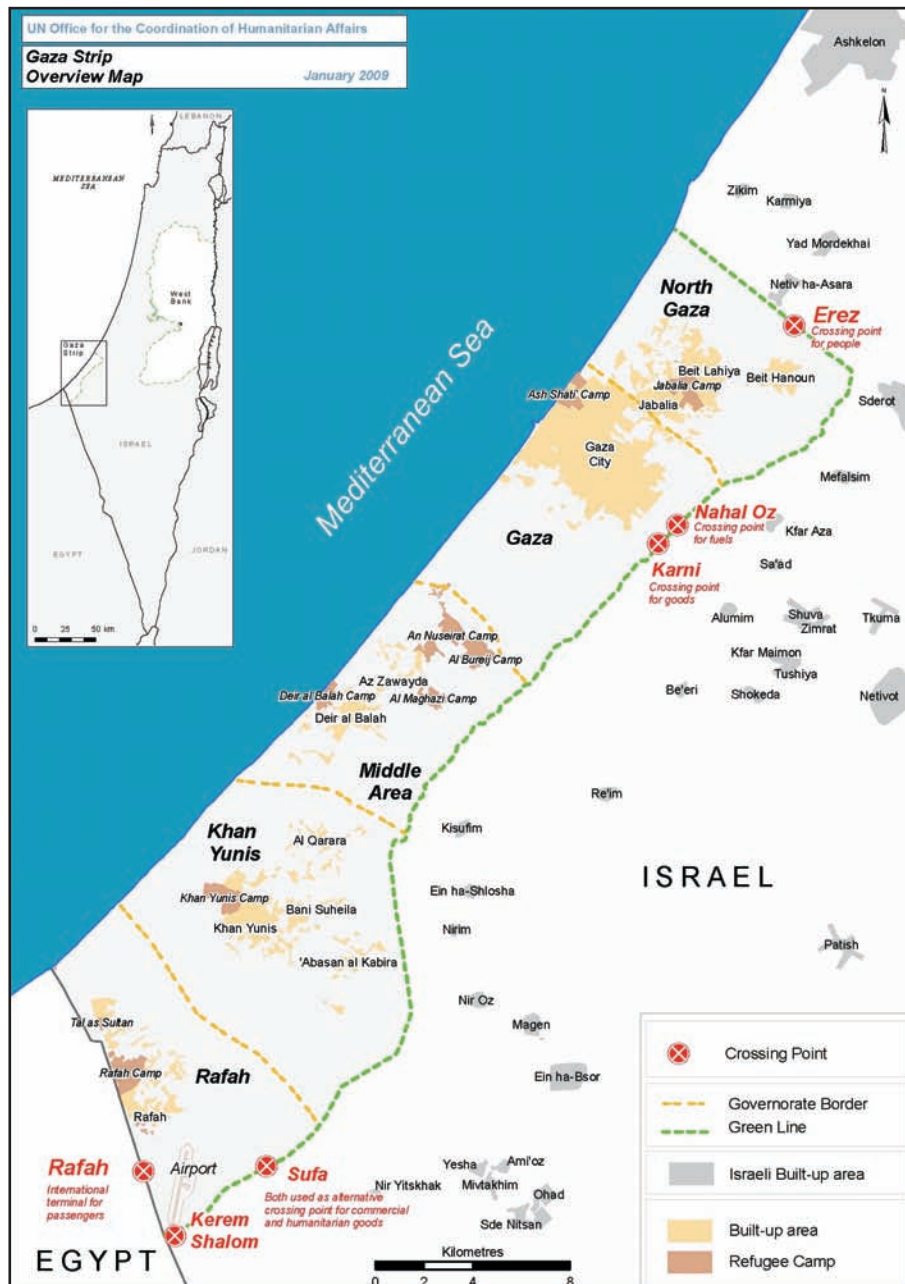 UN Office for the Coordination of Humanitarian Affairs
Gaza Strip
Overview Map
January 2009
LEBANON
MEDITERRANEAN
SEA
West
Bank
Gaza
Strip
ISRAEL
EGYPT
JORDAN
0 25 50 km.
Ashkelon
N
Zikim
Karmiya
Yad Mordekhai
Netiv ha-Asara
North
Gaza
Erez
Crossing point
for people
Beit Lahiya
Beit Hanoun
Jabalia Camp
Ash Shati' Camp
Jabalia
Sderot
Mediterranean Sea
Gaza
City
Mefalsim
Nahal Oz
Crossing point
for fuels
Kfar Aza
Gaza
Karni
Crossing point
for goods
Sa'ad
Alumim
Shuva
Zimrat
Tkuma
An Nuseirat Camp
Al Bureij Camp
Kfar Maimon
Tushiya
Az Zawayda
Deir al Balah Camp
Al Maghazi Camp
Be'eri
Shokeda
Netivot
Deir al Balah
Middle
Area
Re'im
Khan
Yunis
Al Qarara
Kisufim
ISRAEL
Khan Yunis Camp
Bani Suheila
Ein ha-Shlosha
Khan Yunis
Nirim
'Abasan al Kabira
Patish
Nir Oz
Magen
Tal as Sultan
Rafah Camp
Rafah
Ein ha-Bsor
Rafah
Rafah
International
terminal for
passengers
Airport
Sufa
Both used as alternative
crossing point for commercial
and humanitarian goods
Kerem
Shalom
Yesha
Ami'oz
Nir Yitskhak
Mivtakhim
Ohad
Sde Nitsan
EGYPT
Kilometres
0 2 4 8
Crossing Point
Governorate Border
Green Line
Israeli Built-up area
Built-up area
Refugee Camp